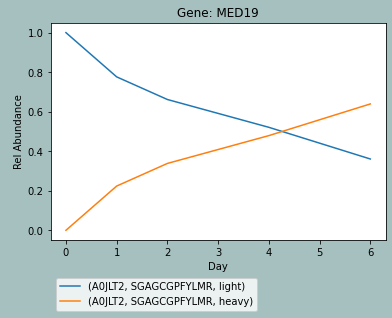 Gene: MED19
1.0
0.8
0.6
0.4
0.2
0.0
Rel Abundance
0 1 2 3 4 5 6
Day
(A0JLT2, SGAGCGPFYLMR, light)
(A0JLT2, SGAGCGPFYLMR, heavy)